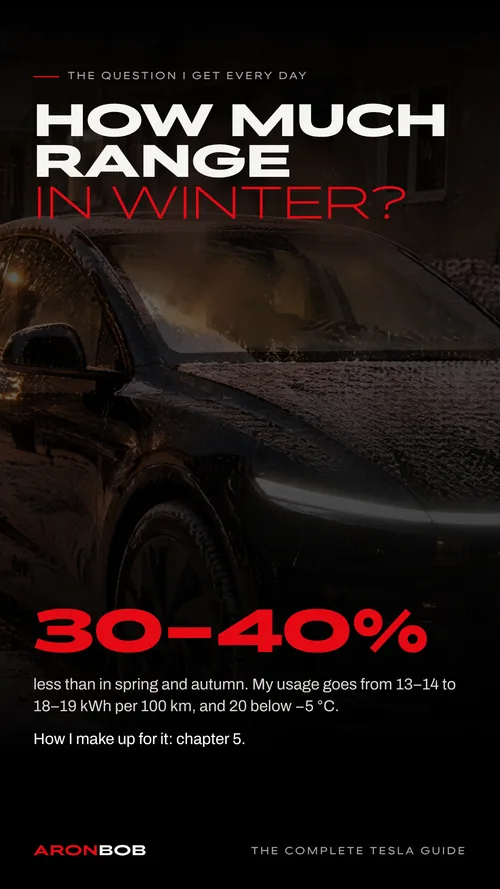 THE QUESTION I GET EVERY DAY
HOW MUCH
RANGE
IN WINTER?
30–40%
less than in spring and autumn. My usage goes from 13–14 to
18–19 kWh per 100 km, and 20 below −5 °C.
How I make up for it: chapter 5.
ARONBOB
THE COMPLETE TESLA GUIDE